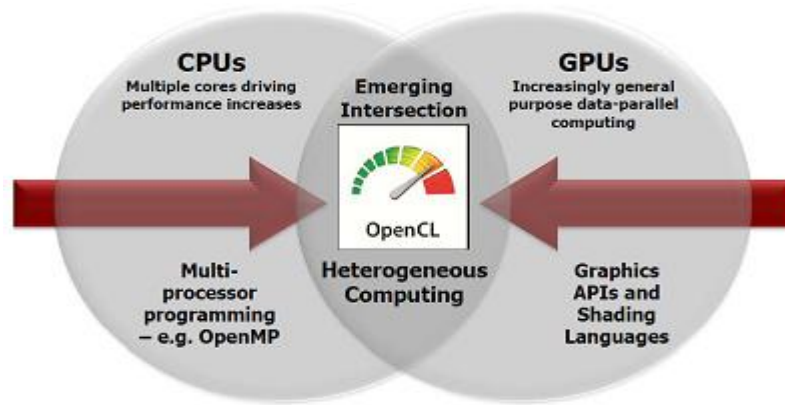 CPUs
Multiple cores driving
performance increases
Emerging
Intersection
GPUs
Increasingly general
purpose data-parallel
computing
OpenCL
Heterogeneous
Computing
Multi-
processor
programming
– e.g. OpenMP
Graphics
APIs and
Shading
Languages